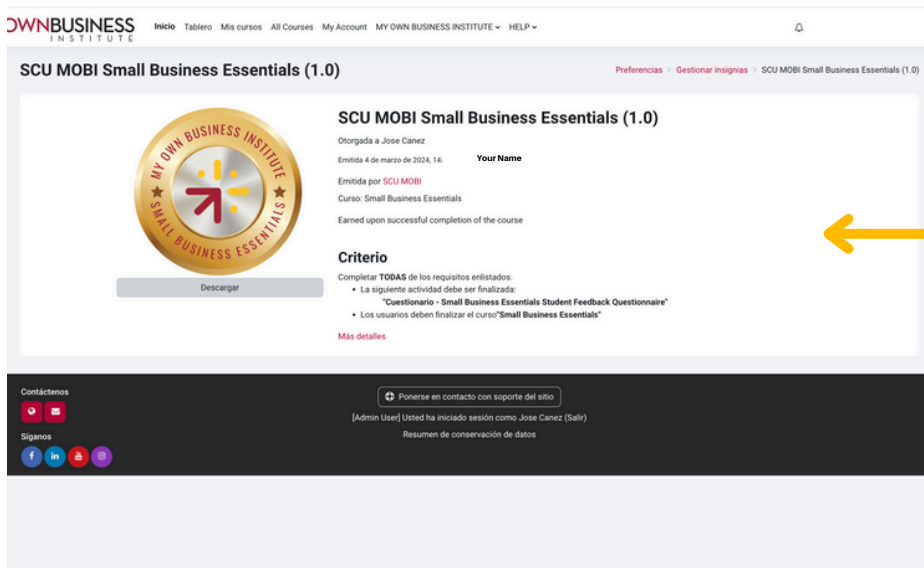 OWNBUSINESS
INSTITUTE
Inicio Tablero Mis cursos All Courses My Account MY OWN BUSINESS INSTITUTE HELP
SCU MOBI Small Business Essentials (1.0)
Preferencias > Gestionar insignias > SCU MOBI Small Business Essentials (1.0)
MY OWN BUSINESS INSTITUTE
SMALL BUSINESS ESSENTIALS
Descargar
SCU MOBI Small Business Essentials (1.0)
Otorgada a Jose Canez
Emitida 4 de marzo de 2024, 14:
Your Name
Emitida por SCU MOBI
Curso: Small Business Essentials
Earned upon successful completion of the course
Criterio
Completar TODAS de los requisitos enlistados.
• La siguiente actividad debe ser finalizada:
"Cuestionario - Small Business Essentials Student Feedback Questionnaire"
• Los usuarios deben finalizar el curso"Small Business Essentials"
Más detalles
Contáctenos
Síganos
Ponerse en contacto con soporte del sitio
[Admin User] Usted ha iniciado sesión como Jose Canez (Salir)
Resumen de conservación de datos